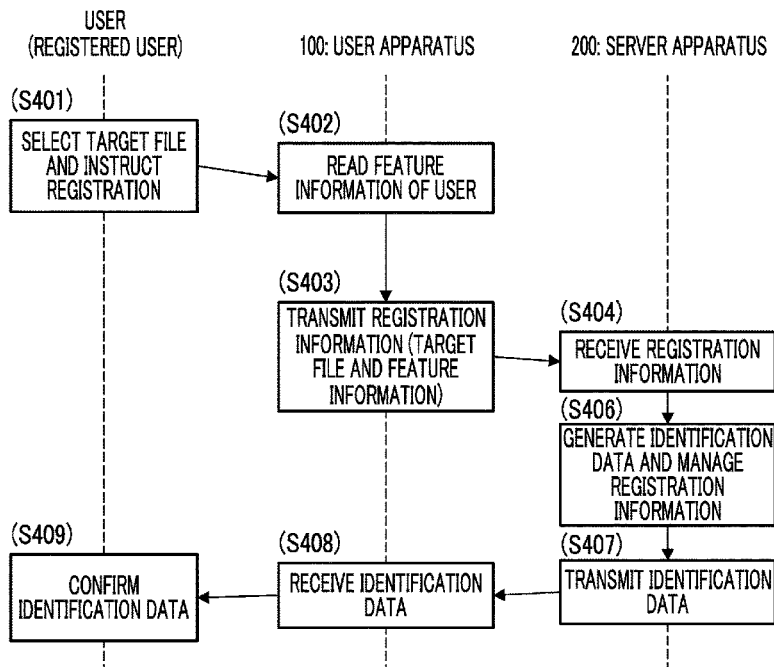 USER
(REGISTERED USER)
100: USER APPARATUS
200: SERVER APPARATUS
(S401)
SELECT TARGET FILE
AND INSTRUCT
REGISTRATION
(S402)
READ FEATURE
INFORMATION OF USER
(S403)
TRANSMIT REGISTRATION
INFORMATION (TARGET
FILE AND FEATURE
INFORMATION)
(S404)
RECEIVE REGISTRATION
INFORMATION
(S406)
GENERATE IDENTIFICATION
DATA AND MANAGE
REGISTRATION
INFORMATION
(S407)
TRANSMIT IDENTIFICATION
DATA
(S408)
RECEIVE IDENTIFICATION
DATA
(S409)
CONFIRM
IDENTIFICATION DATA